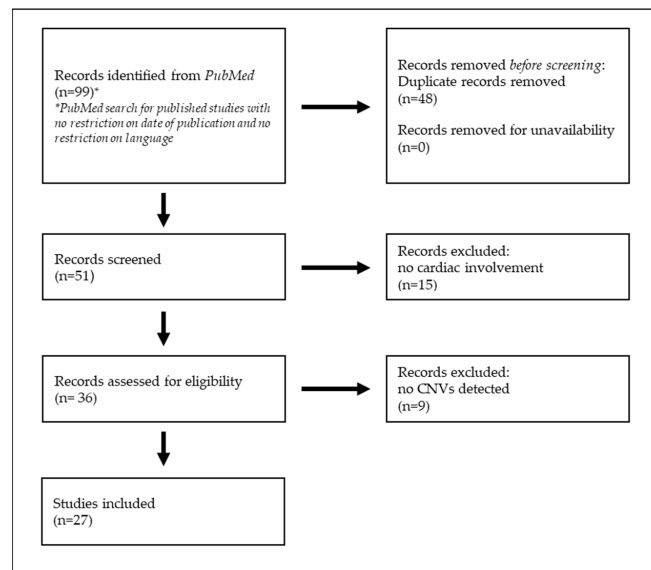 Records identified from PubMed
(n=99)*
*PubMed search for published studies with
no restriction on date of publication and no
restriction on language
Records removed before screening:
Duplicate records removed
(n=48)
Records removed for unavailability
(n=0)
Records screened
(n=51)
Records excluded:
no cardiac involvement
(n=15)
Records assessed for eligibility
(n= 36)
Records excluded:
no CNVs detected
(n=9)
Studies included
(n=27)